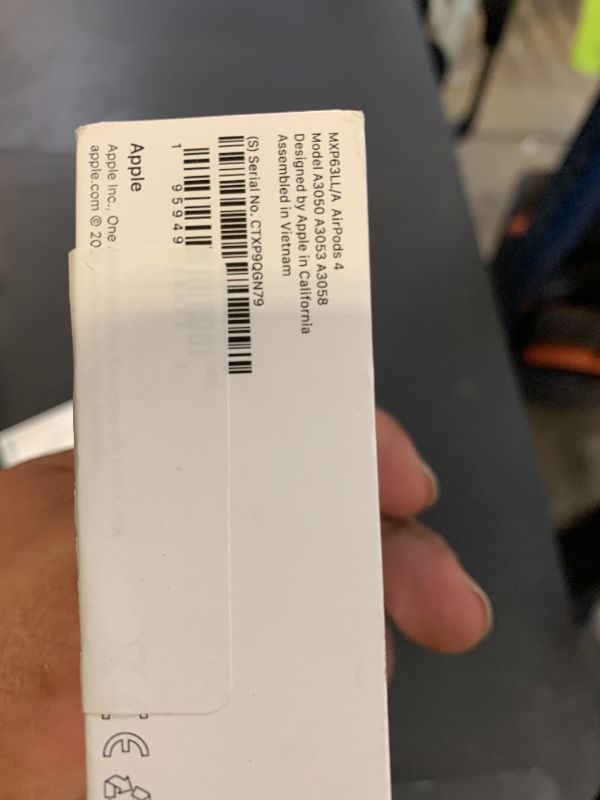 MXP63LL/A AirPods 4
Model A3050 A3053 A3058
Designed by Apple in California
Assembled in Vietnam
(S) Serial No. CTXP9QGN79
1 95949
Apple
Apple Inc., One
apple.com © 20
CE